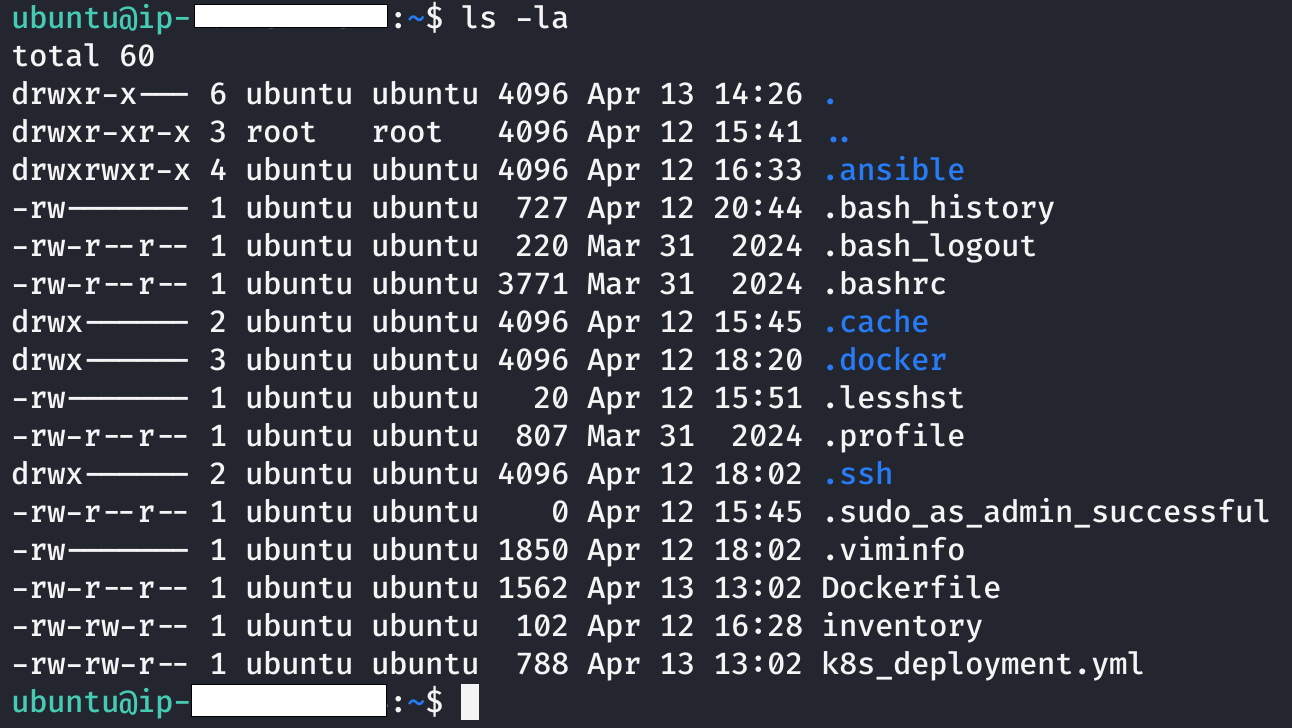 ubuntu@ip-:~$ ls -la
total 60
drwxr-x--- 6 ubuntu ubuntu 4096 Apr 13 14:26 .
drwxr-xr-x 3 root   root   4096 Apr 12 15:41 ..
drwxrwxr-x 4 ubuntu ubuntu 4096 Apr 12 16:33 .ansible
-rw------- 1 ubuntu ubuntu  727 Apr 12 20:44 .bash_history
-rw-r--r-- 1 ubuntu ubuntu  220 Mar 31  2024 .bash_logout
-rw-r--r-- 1 ubuntu ubuntu 3771 Mar 31  2024 .bashrc
drwx------ 2 ubuntu ubuntu 4096 Apr 12 15:45 .cache
drwx------ 3 ubuntu ubuntu 4096 Apr 12 18:20 .docker
-rw------- 1 ubuntu ubuntu   20 Apr 12 15:51 .lesshst
-rw-r--r-- 1 ubuntu ubuntu  807 Mar 31  2024 .profile
drwx------ 2 ubuntu ubuntu 4096 Apr 12 18:02 .ssh
-rw-r--r-- 1 ubuntu ubuntu    0 Apr 12 15:45 .sudo_as_admin_successful
-rw------- 1 ubuntu ubuntu 1850 Apr 12 18:02 .viminfo
-rw-r--r-- 1 ubuntu ubuntu 1562 Apr 13 13:02 Dockerfile
-rw-rw-r-- 1 ubuntu ubuntu  102 Apr 12 16:28 inventory
-rw-rw-r-- 1 ubuntu ubuntu  788 Apr 13 13:02 k8s_deployment.yml
ubuntu@ip-:~$